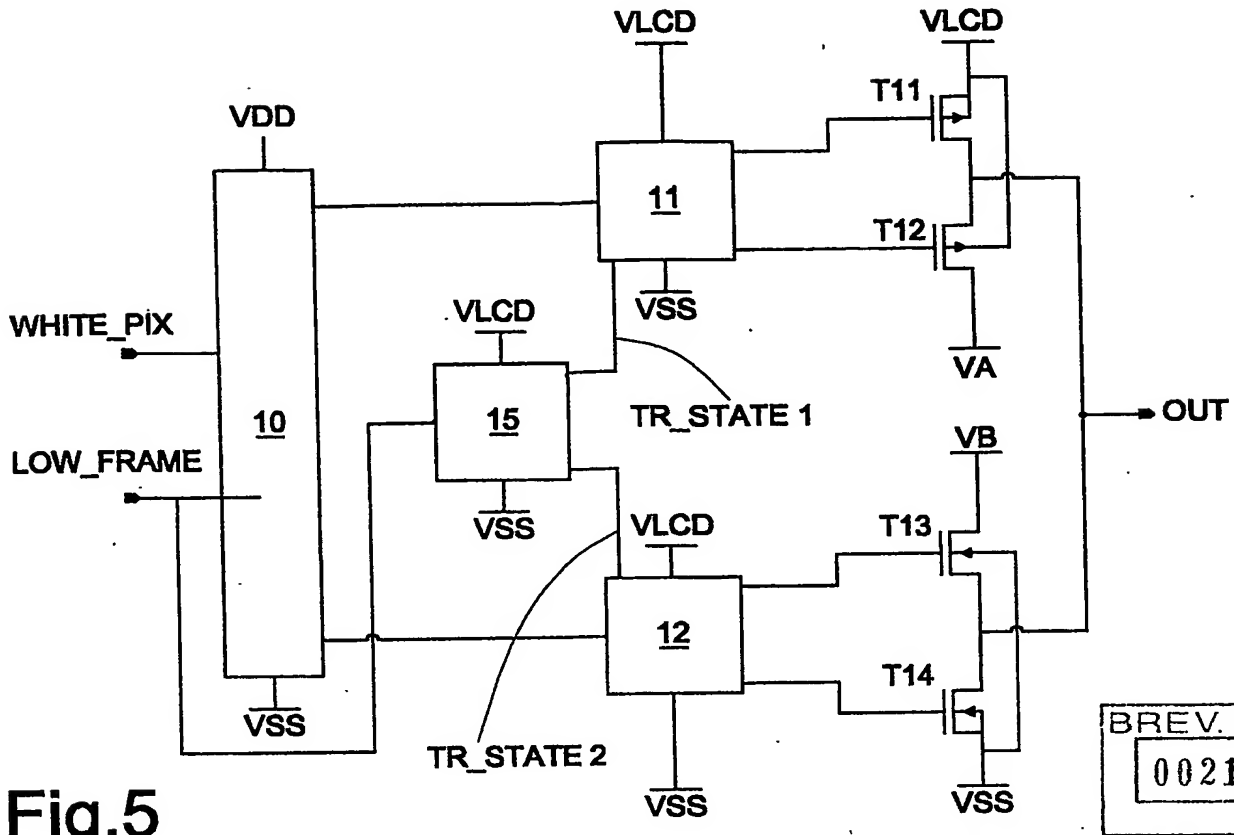 VLCD
VLCD
T11
VDD
11
T12
VSS
WHITE_PIX
VLCD
VA
TR_STATE 1
10
15
OUT
LOW_FRAME
VB
VSS
VLCD
T13
12
T14
VSS
TR_STATE 2
VSS
VSS
BREV.
0021
Fig.5